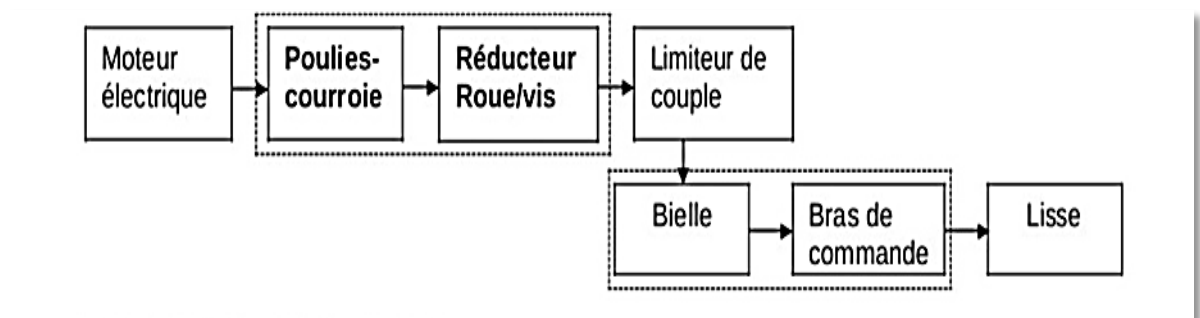 Moteur
électrique
Poulies-
courroie
Réducteur
Roue/vis
Limiteur de
couple
Bielle
Bras de
commande
Lisse